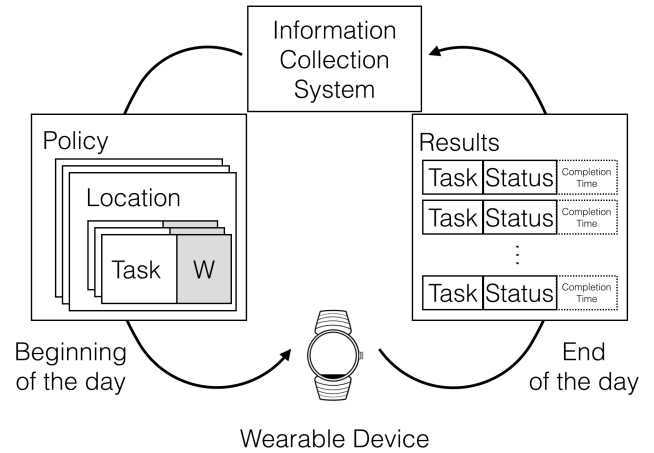 Information
Collection
System
Policy
Location
Task W
Results
Task Status Completion Time
Task Status Completion Time
⋮
Task Status Completion Time
Beginning
of the day
End
of the day
Wearable Device